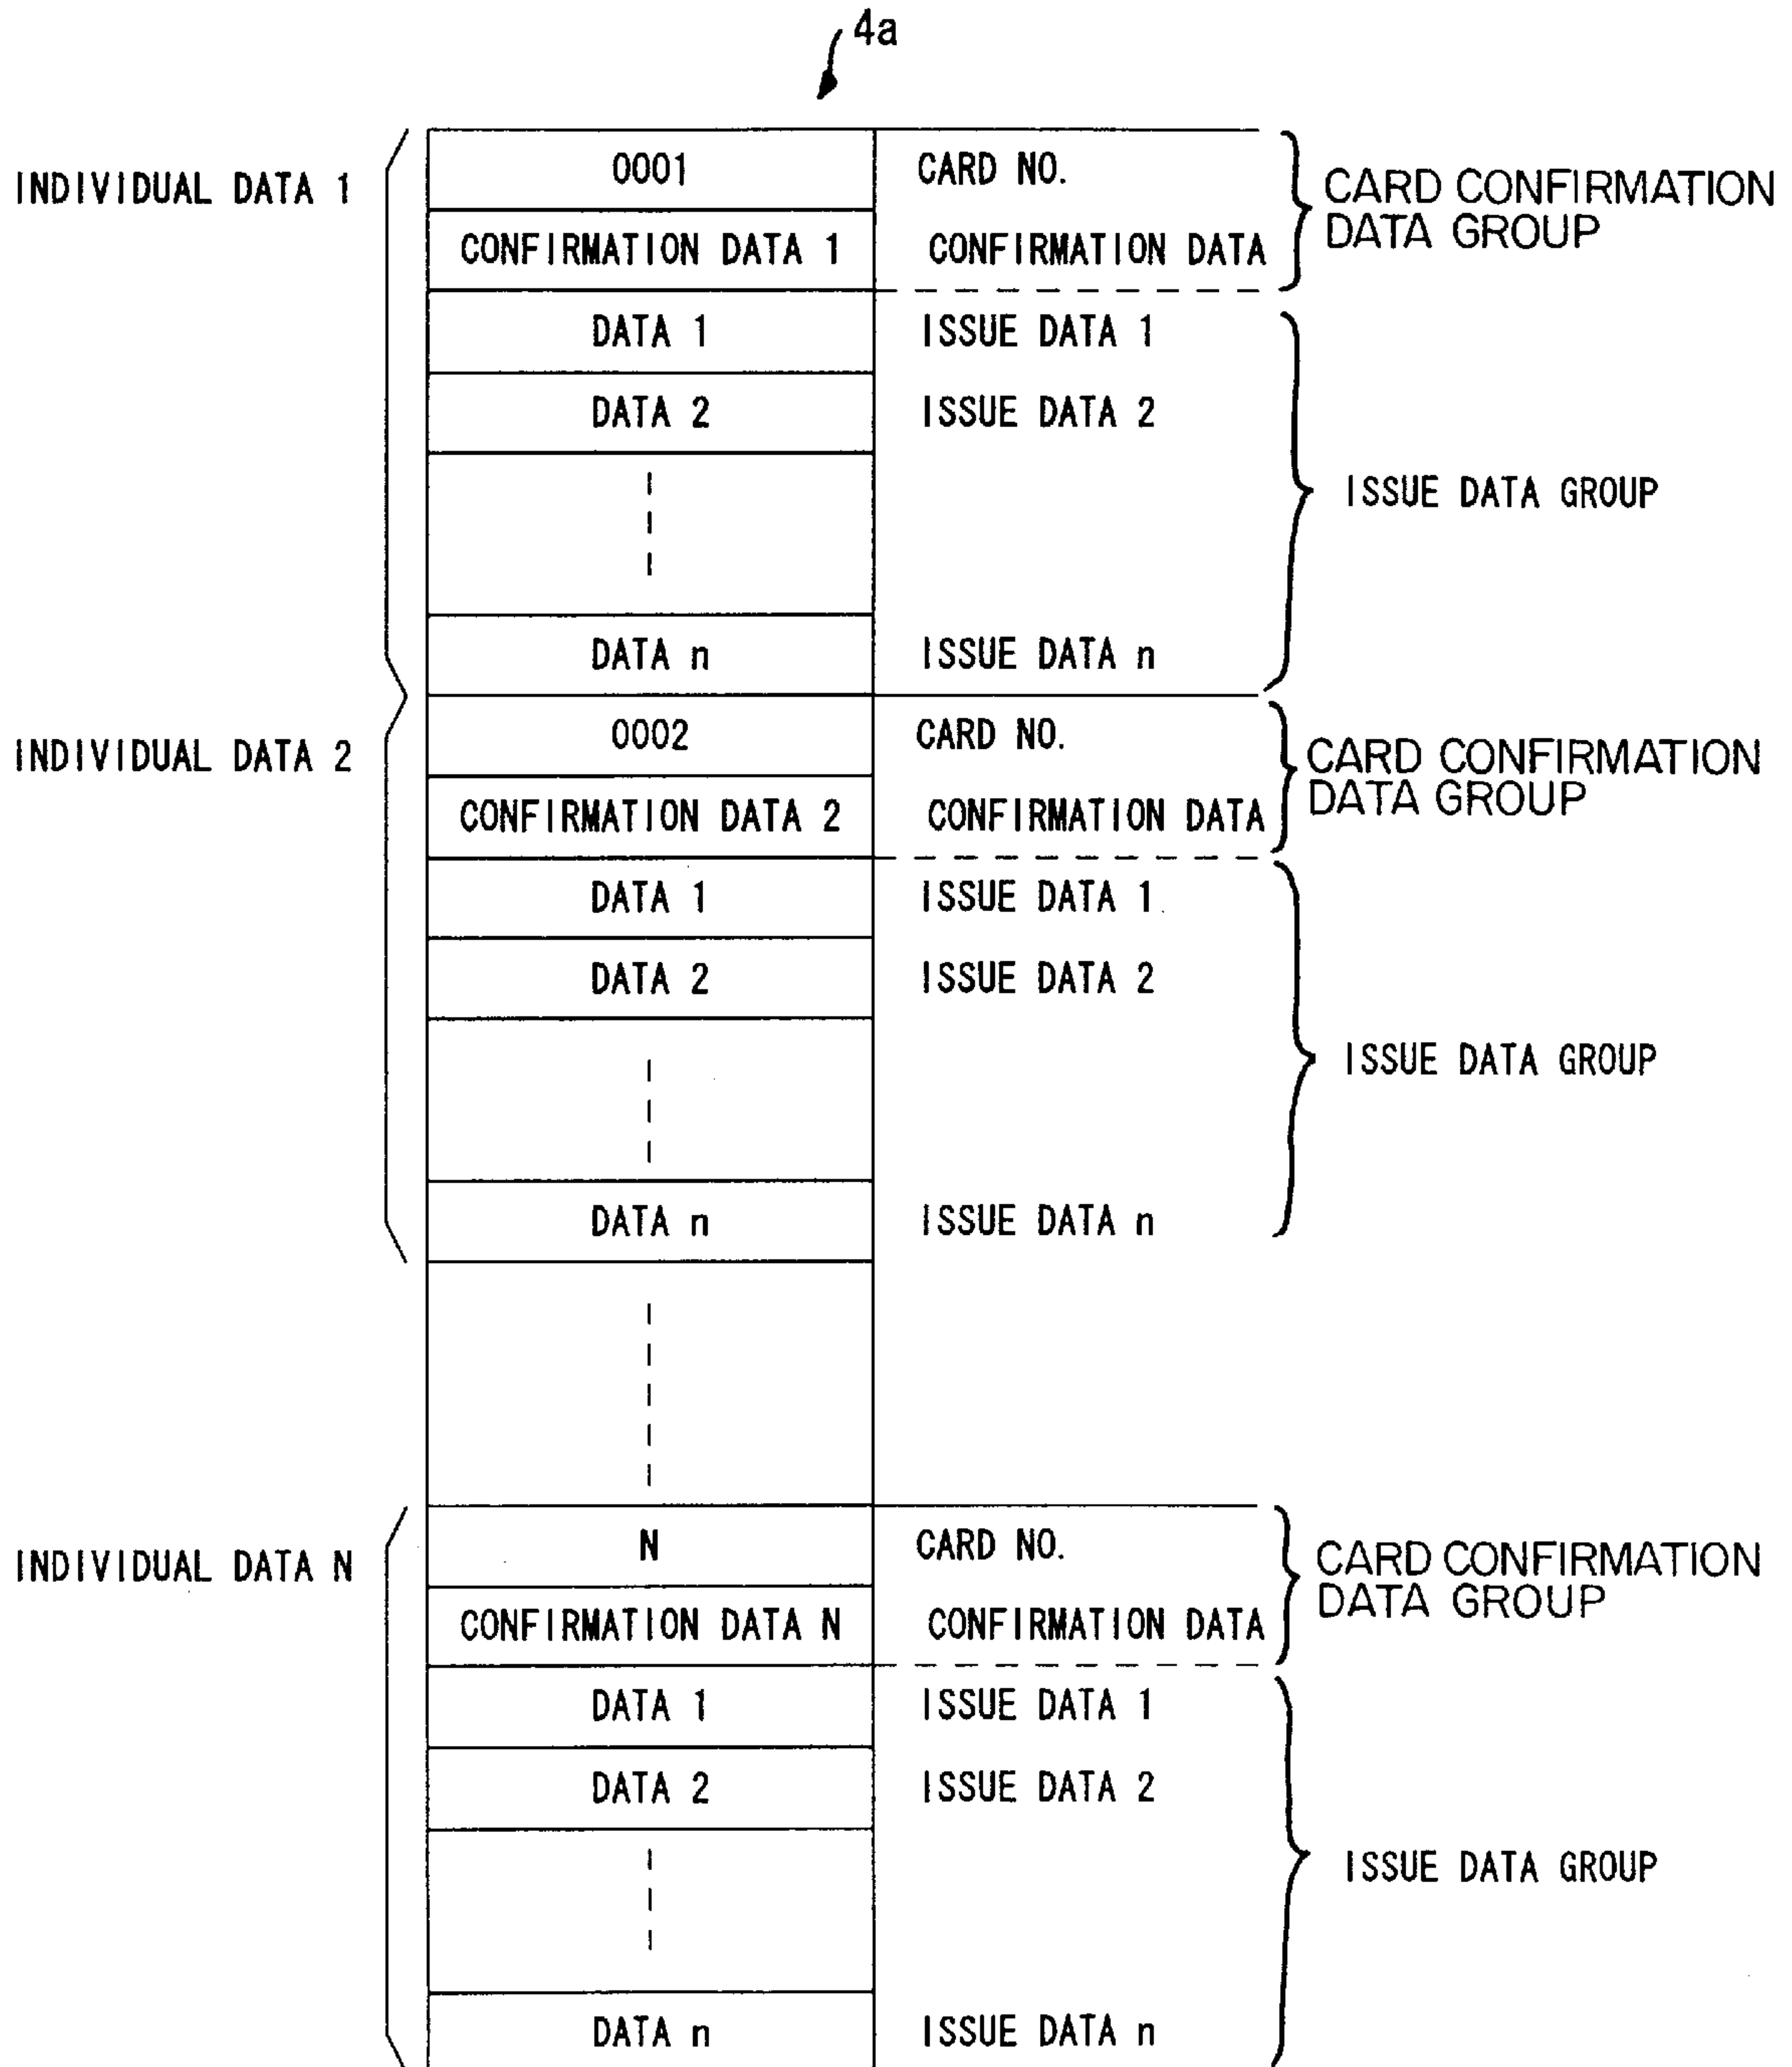 4a
INDIVIDUAL DATA 1
0001
CARD NO.
CARD CONFIRMATION
DATA GROUP
CONFIRMATION DATA 1
CONFIRMATION DATA
DATA 1
ISSUE DATA 1
DATA 2
ISSUE DATA 2
ISSUE DATA GROUP
DATA n
ISSUE DATA n
INDIVIDUAL DATA 2
0002
CARD NO.
CARD CONFIRMATION
DATA GROUP
CONFIRMATION DATA 2
CONFIRMATION DATA
DATA 1
ISSUE DATA 1
DATA 2
ISSUE DATA 2
ISSUE DATA GROUP
DATA n
ISSUE DATA n
INDIVIDUAL DATA N
N
CARD NO.
CARD CONFIRMATION
DATA GROUP
CONFIRMATION DATA N
CONFIRMATION DATA
DATA 1
ISSUE DATA 1
DATA 2
ISSUE DATA 2
ISSUE DATA GROUP
DATA n
ISSUE DATA n